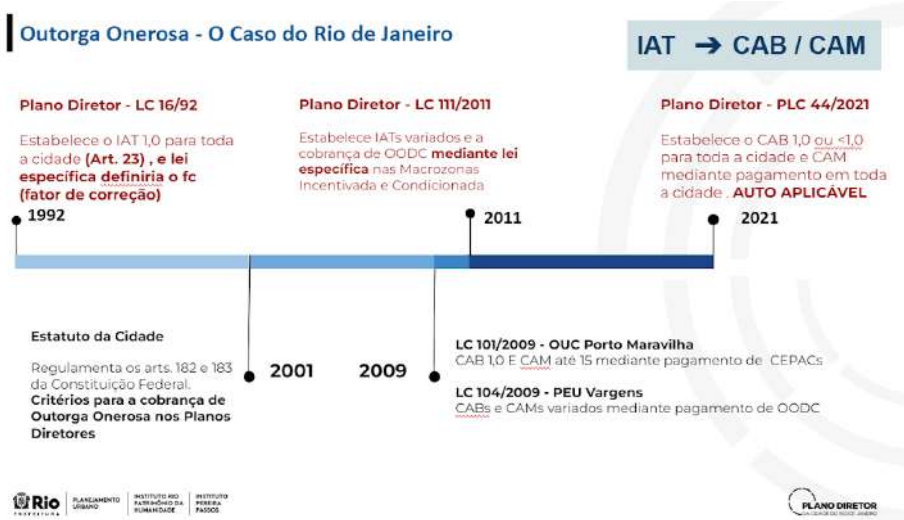 Outorga Onerosa - O Caso do Rio de Janeiro
IAT → CAB / CAM
Plano Diretor - LC 16/92
Estabelece o IAT 1,0 para toda
a cidade (Art. 23) , e lei
específica definiria o fc
(fator de correção)
1992
Plano Diretor - LC 111/2011
Estabelece IATs variados e a
cobrança de OODC mediante lei
específica nas Macrozonas
Incentivada e Condicionada
2011
Plano Diretor - PLC 44/2021
Estabelece o CAB 1,0 ou <1,0
para toda a cidade e CAM
mediante pagamento em toda
a cidade . AUTO APLICÁVEL
2021
Estatuto da Cidade
Regulamenta os arts. 182 e 183
da Constituição Federal.
Critérios para a cobrança de
Outorga Onerosa nos Planos
Diretores
2001
2009
LC 101/2009 - OUC Porto Maravilha
CAB 1,0 E CAM até 15 mediante pagamento de CEPACs
LC 104/2009 - PEU Vargens
CABs e CAMs variados mediante pagamento de OODC
Rio
PREFEITURA
PLANEJAMENTO
URBANO
INSTITUTO RIO
PATRIMÔNIO DA
HUMANIDADE
INSTITUTO
PEREIRA
PASSOS
PLANO DIRETOR
DA CIDADE DO RIO DE JANEIRO